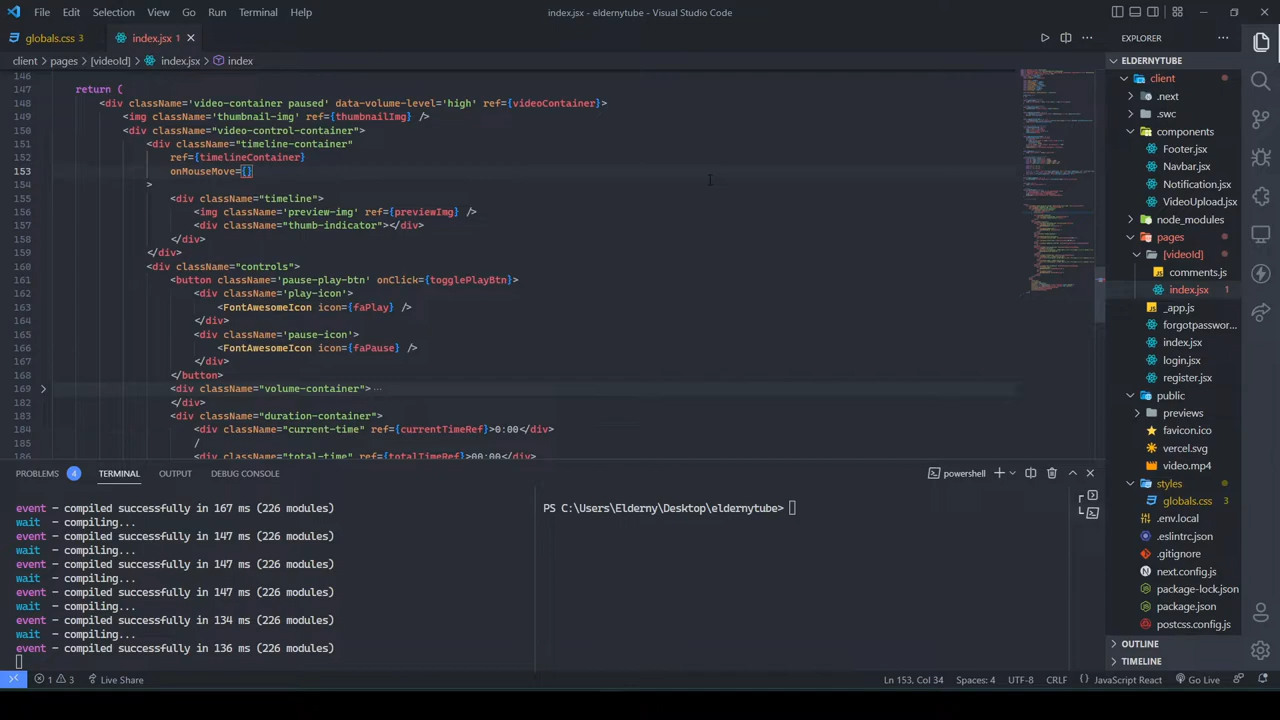 File Edit Selection View Go Run Terminal Help
index.jsx - eldernytube - Visual Studio Code
globals.css 3
index.jsx 1
client > pages > [videoId] > index.jsx > index
146
147 return (
148 <div className='video-container paused' data-volume-level='high' ref={videoContainer}>
149 <img className='thumbnail-img' ref={thumbnailImg} />
150 <div className="video-control-container">
151 <div className="timeline-container"
152 ref={timelineContainer}
153 onMouseMove={}
154 >
155 <div className="timeline">
156 <img className='preview-img' ref={previewImg} />
157 <div className="thumb-indicator"></div>
158 </div>
159 </div>
160 <div className="controls">
161 <button className='pause-play-btn' onClick={togglePlayBtn}>
162 <div className='play-icon'>
163 <FontAwesomeIcon icon={faPlay} />
164 </div>
165 <div className='pause-icon'>
166 <FontAwesomeIcon icon={faPause} />
167 </div>
168 </button>
169 <div className="volume-container"> ···
182 </div>
183 <div className="duration-container">
184 <div className="current-time" ref={currentTimeRef}>0:00</div>
185 /
186 <div className="total-time" ref={totalTimeRef}>00:00</div>
PROBLEMS 4 TERMINAL OUTPUT DEBUG CONSOLE
powershell
event - compiled successfully in 167 ms (226 modules)
wait - compiling...
event - compiled successfully in 147 ms (226 modules)
wait - compiling...
event - compiled successfully in 147 ms (226 modules)
wait - compiling...
event - compiled successfully in 147 ms (226 modules)
wait - compiling...
event - compiled successfully in 134 ms (226 modules)
wait - compiling...
event - compiled successfully in 136 ms (226 modules)
PS C:\Users\Elderny\Desktop\eldernytube>
EXPLORER
ELDERNYTUBE
client
.next
.swc
components
Footer.jsx
Navbar.jsx
Notification.jsx
VideoUpload.jsx
node_modules
pages
[videoId]
comments.js
index.jsx 1
_app.js
forgotpasswor...
index.jsx
login.jsx
register.jsx
public
previews
favicon.ico
vercel.svg
video.mp4
styles
globals.css 3
.env.local
.eslintrc.json
.gitignore
next.config.js
package-lock.json
package.json
postcss.config.js
OUTLINE
TIMELINE
1 3 Live Share
Ln 153, Col 34 Spaces: 4 UTF-8 CRLF { } JavaScript React Go Live